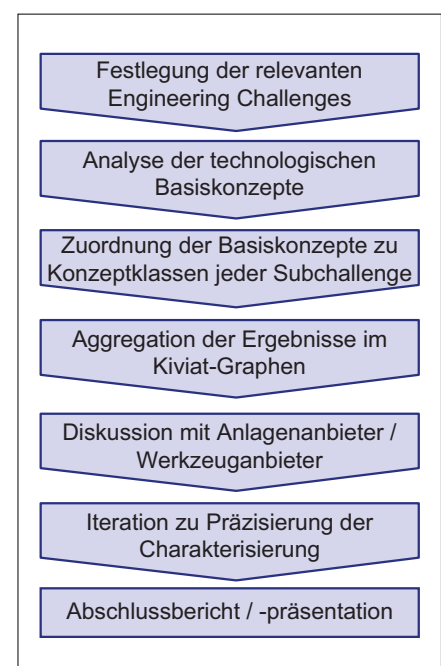 Festlegung der relevanten
Engineering Challenges
Analyse der technologischen
Basiskonzepte
Zuordnung der Basiskonzepte zu
Konzeptklassen jeder Subchallenge
Aggregation der Ergebnisse im
Kiviat-Graphen
Diskussion mit Anlagenanbieter /
Werkzeuganbieter
Iteration zu Präzisierung der
Charakterisierung
Abschlussbericht / -präsentation